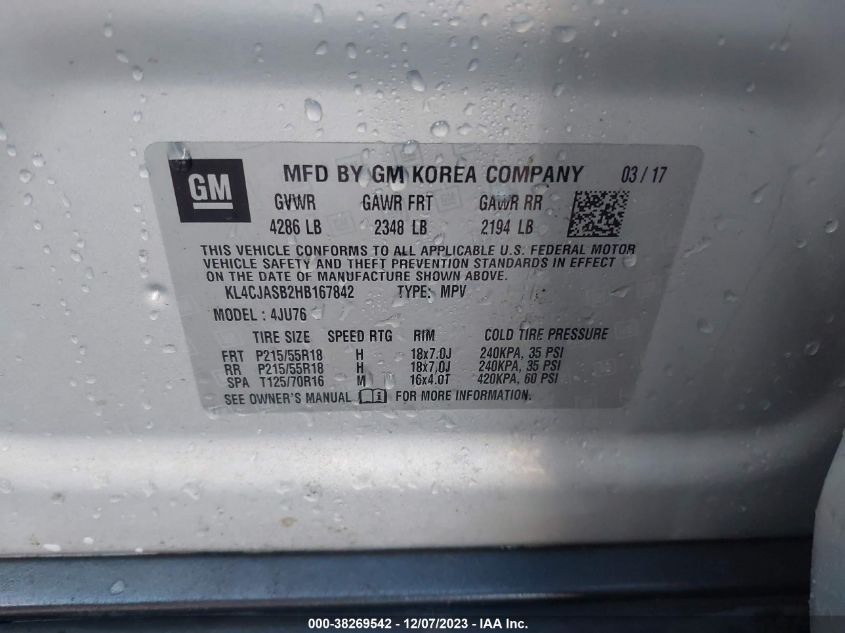 GM
MFD BY GM KOREA COMPANY 03/17
GVWR GAWR FRT GAWR RR
4286 LB 2348 LB 2194 LB
THIS VEHICLE CONFORMS TO ALL APPLICABLE U.S. FEDERAL MOTOR
VEHICLE SAFETY AND THEFT PREVENTION STANDARDS IN EFFECT
ON THE DATE OF MANUFACTURE SHOWN ABOVE.
KL4CJASB2HB167842 TYPE: MPV
MODEL: 4JU76
TIRE SIZE SPEED RTG RIM COLD TIRE PRESSURE
FRT P215/55R18 H 18x7.0J 240KPA, 35 PSI
RR P215/55R18 H 18x7.0J 240KPA, 35 PSI
SPA T125/70R16 M 16x4.0T 420KPA, 60 PSI
SEE OWNER'S MANUAL FOR MORE INFORMATION.
000-38269542 - 12/07/2023 - IAA Inc.